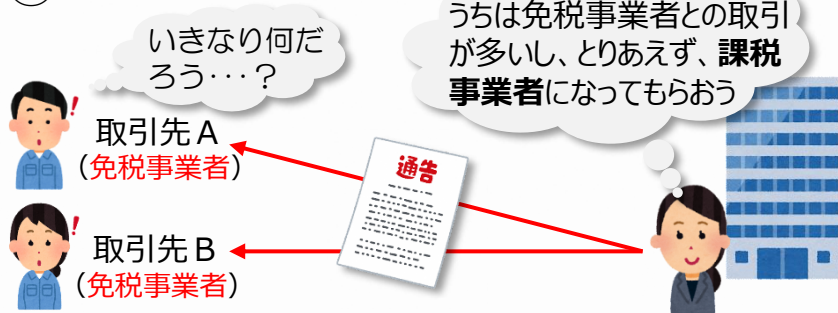 うちは免税事業者との取引
が多いし、とりあえず、課税
事業者になってもらおう
いきなり何だ
ろう・・・？
取引先A
（免税事業者）
通告
取引先B
（免税事業者）